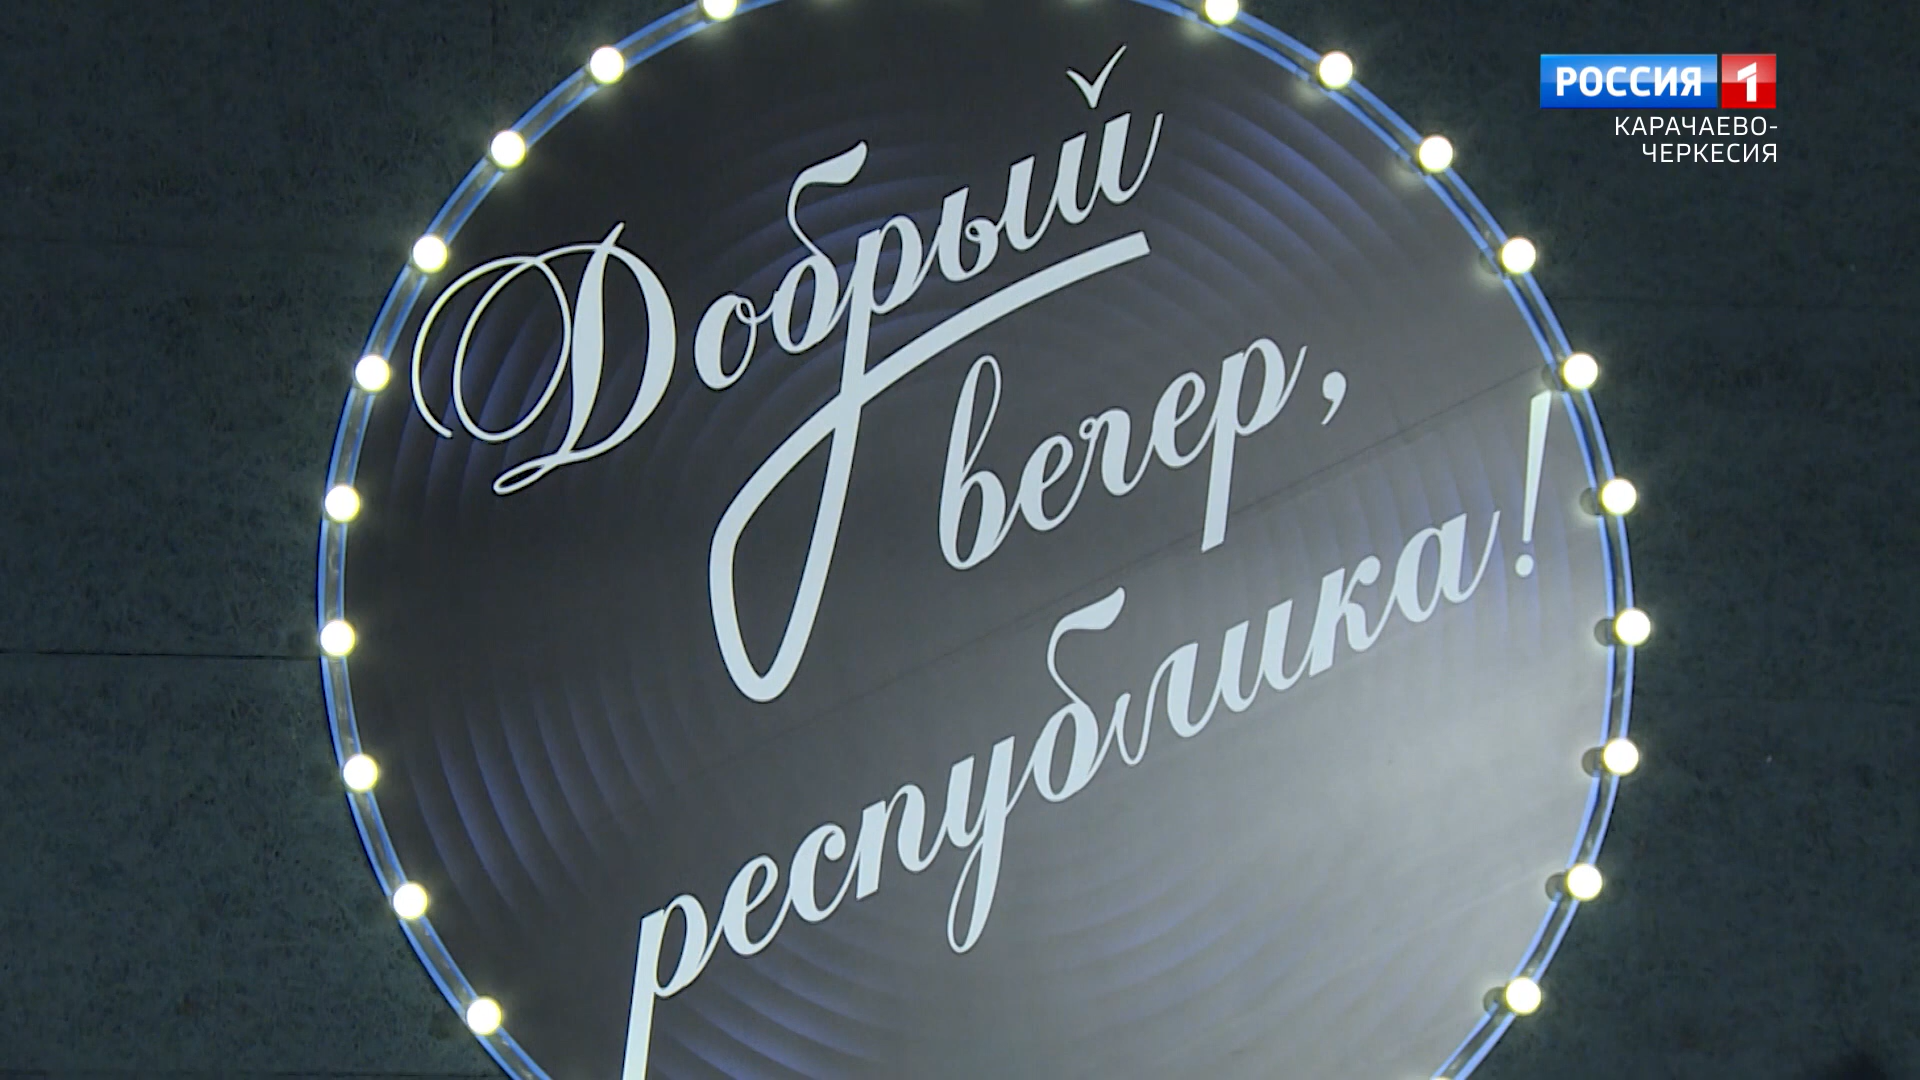 Добрый
вечер,
республика!
РОССИЯ 1
КАРАЧАЕВО-
ЧЕРКЕСИЯ